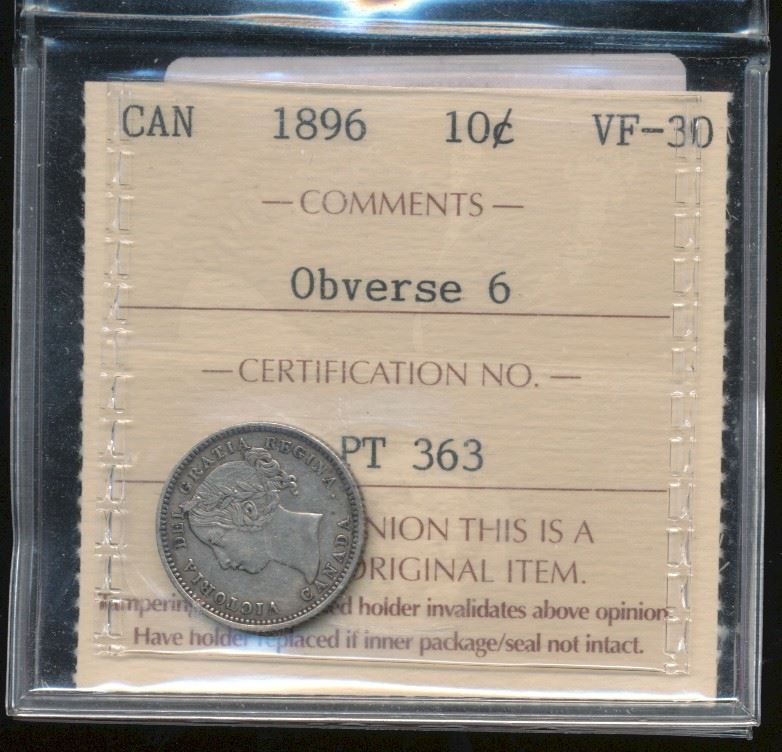 CAN 1896 10¢ VF-30
— COMMENTS —
Obverse 6
— CERTIFICATION NO. —
PT 363
NION THIS IS A
ORIGINAL ITEM.
Tamperin ed holder invalidates above opinion
Have holder replaced if inner package/seal not intact.
VICTORIA DEI GRATIA REGINA.
CANADA